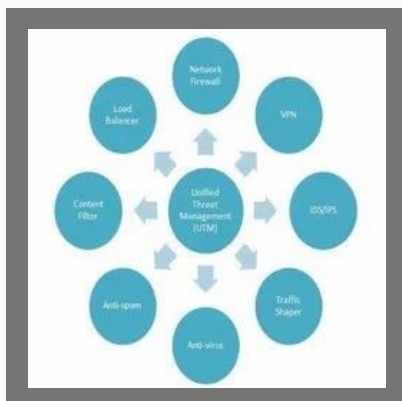 Network
Firewall
Load
Balancer
VPN
Unified
Threat
Management
(UTM)
Content
Filter
IDS/IPS
Anti-spam
Traffic
Shaper
Anti-virus